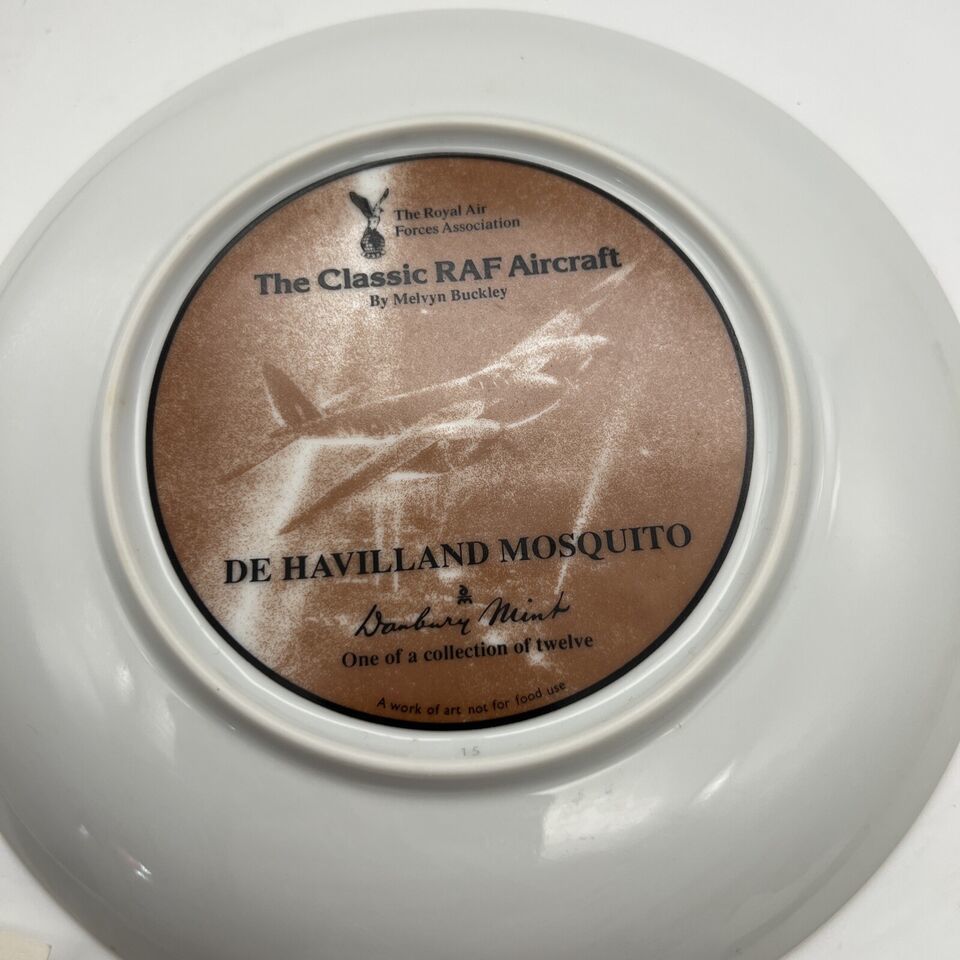 The Royal Air
Forces Association
The Classic RAF Aircraft
By Melvyn Buckley
DE HAVILLAND MOSQUITO
DM
Danbury Mint
One of a collection of twelve
A work of art not for food use
15